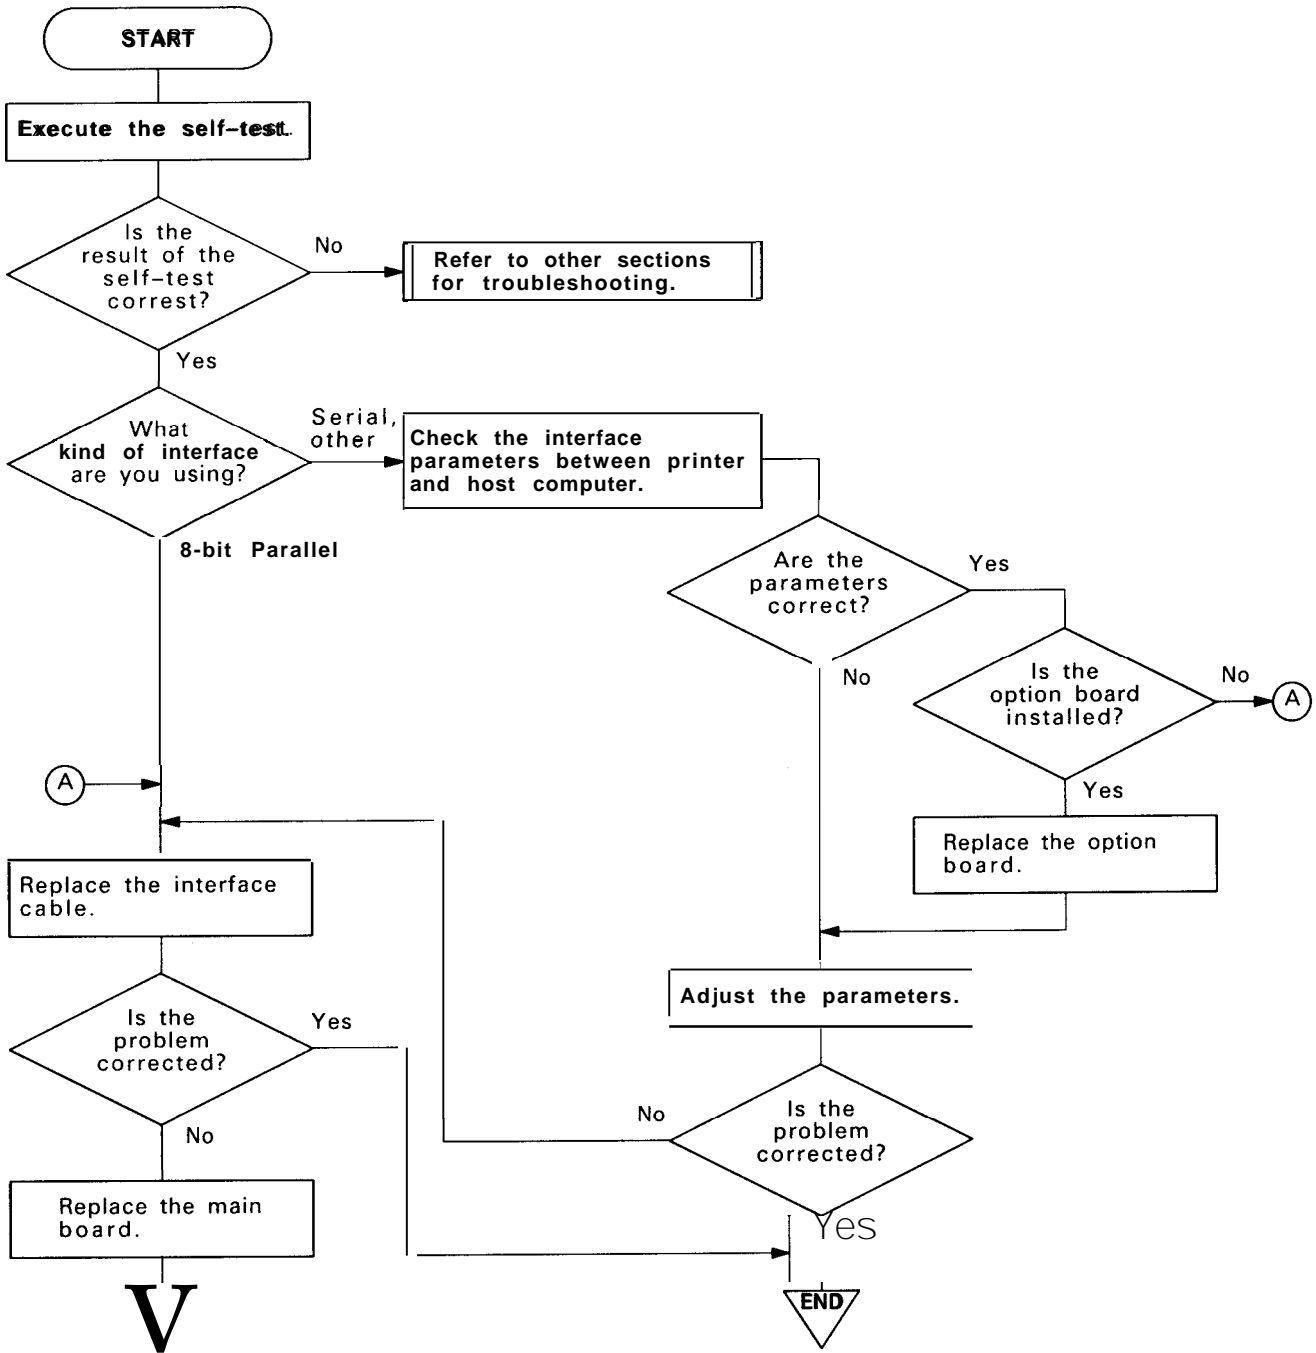 START
Execute the self-test.
Is the
result of the
self-test
correst?
No
Refer to other sections
for troubleshooting.
Yes
What
kind of interface
are you using?
Serial,
other
Check the interface
parameters between printer
and host computer.
8-bit Parallel
Are the
parameters
correct?
Yes
No
Is the
option board
installed?
No
A
Yes
Replace the option
board.
A
Replace the interface
cable.
Adjust the parameters.
Is the
problem
corrected?
Yes
No
Is the
problem
corrected?
No
Yes
Replace the main
board.
V
END